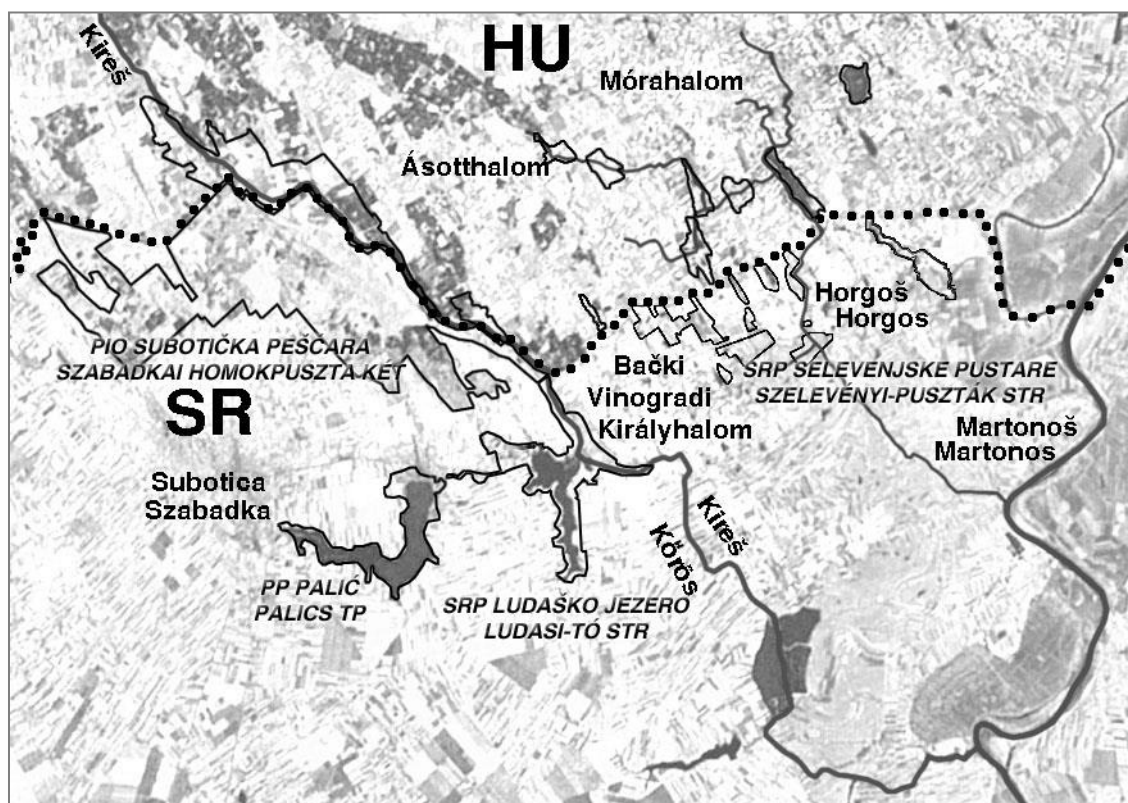 HU
Kireš
Mórahalom
Ásotthalom
Horgoš
Horgos
PIO SUBOTIČKA PEŠČARA
SZABADKAI HOMOKPUSZTA KÉT
Bački
Vinogradi
Királyhalom
SRP SELEVENJSKE PUSTARE
SZELEVÉNYI-PUSZTÁK STR
SR
Martonoš
Martonos
Subotica
Szabadka
Kireš
Kőrös
PP PALIĆ
PALICS TP
SRP LUDAŠKO JEZERO
LUDASI-TÓ STR